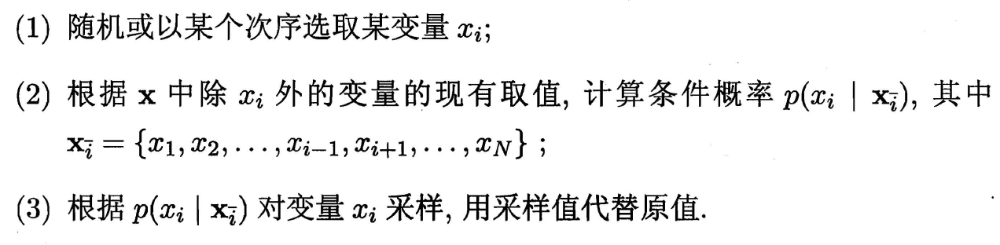 (1) 随机或以某个次序选取某变量 $x_i$;
(2) 根据 $\mathbf{x}$ 中除 $x_i$ 外的变量的现有取值, 计算条件概率 $p(x_i \mid \mathbf{x}_{\bar{i}})$, 其中
$\mathbf{x}_{\bar{i}} = \{x_1, x_2, \ldots, x_{i-1}, x_{i+1}, \ldots, x_N\}$ ;
(3) 根据 $p(x_i \mid \mathbf{x}_{\bar{i}})$ 对变量 $x_i$ 采样, 用采样值代替原值.